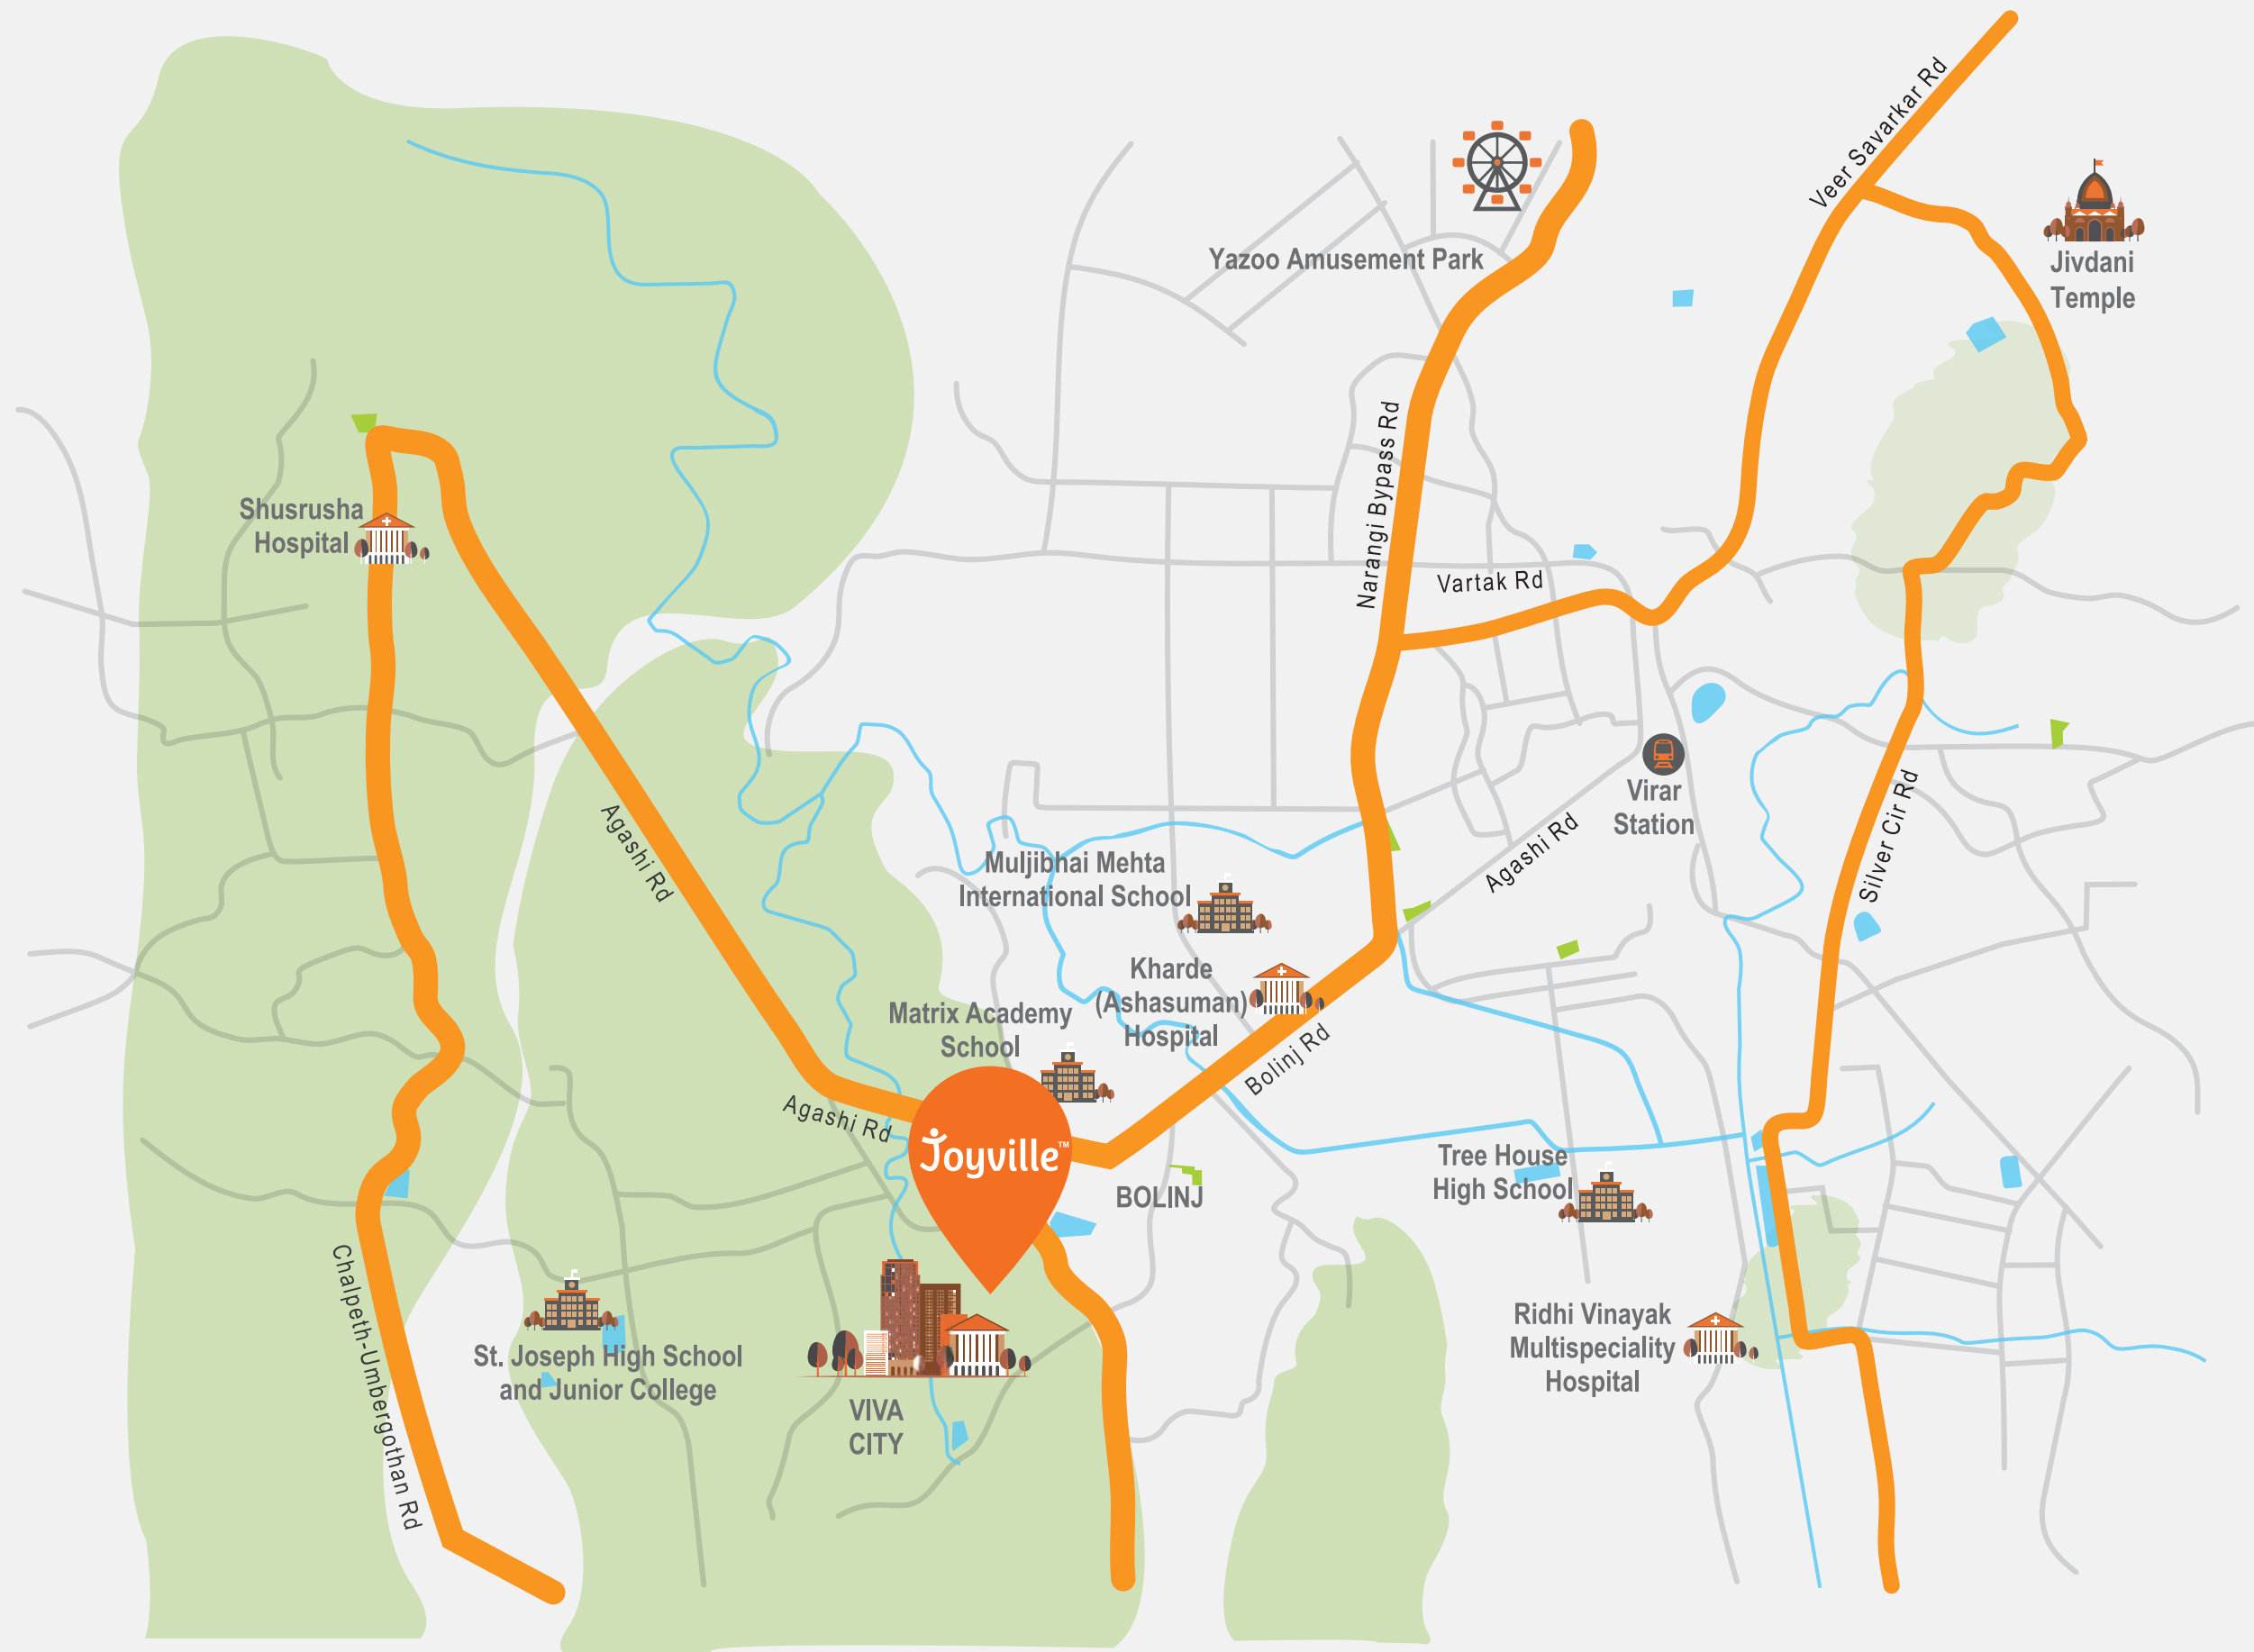 Veer Savarkar Rd
Jivdani
Temple
Yazoo Amusement Park
Narangi Bypass Rd
Shusrusha
Hospital
Vartak Rd
Virar
Station
Agashi Rd
Agashi Rd
Silver Cir Rd
Muljibhai Mehta
International School
Kharde
(Ashasuman)
Hospital
Matrix Academy
School
Bolinj Rd
Agashi Rd
Joyville™
BOLINJ
Tree House
High School
Chalpeth-Umbergothan Rd
St. Joseph High School
and Junior College
Ridhi Vinayak
Multispeciality
Hospital
VIVA
CITY